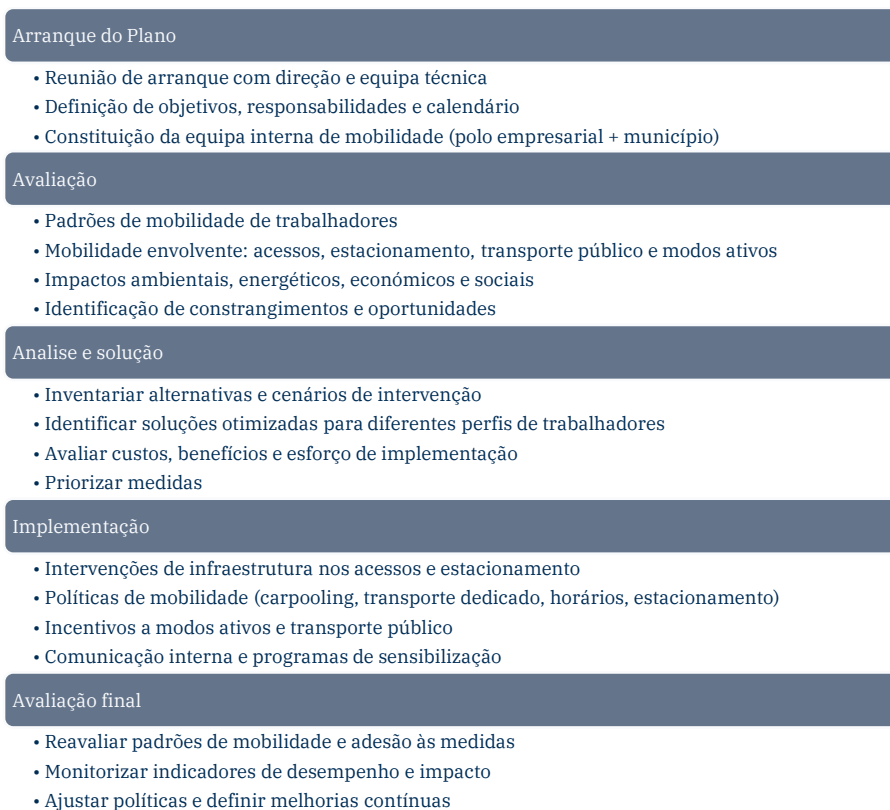 Arranque do Plano
• Reunião de arranque com direção e equipa técnica
• Definição de objetivos, responsabilidades e calendário
• Constituição da equipa interna de mobilidade (polo empresarial + município)
Avaliação
• Padrões de mobilidade de trabalhadores
• Mobilidade envolvente: acessos, estacionamento, transporte público e modos ativos
• Impactos ambientais, energéticos, económicos e sociais
• Identificação de constrangimentos e oportunidades
Analise e solução
• Inventariar alternativas e cenários de intervenção
• Identificar soluções otimizadas para diferentes perfis de trabalhadores
• Avaliar custos, benefícios e esforço de implementação
• Priorizar medidas
Implementação
• Intervenções de infraestrutura nos acessos e estacionamento
• Políticas de mobilidade (carpooling, transporte dedicado, horários, estacionamento)
• Incentivos a modos ativos e transporte público
• Comunicação interna e programas de sensibilização
Avaliação final
• Reavaliar padrões de mobilidade e adesão às medidas
• Monitorizar indicadores de desempenho e impacto
• Ajustar políticas e definir melhorias contínuas